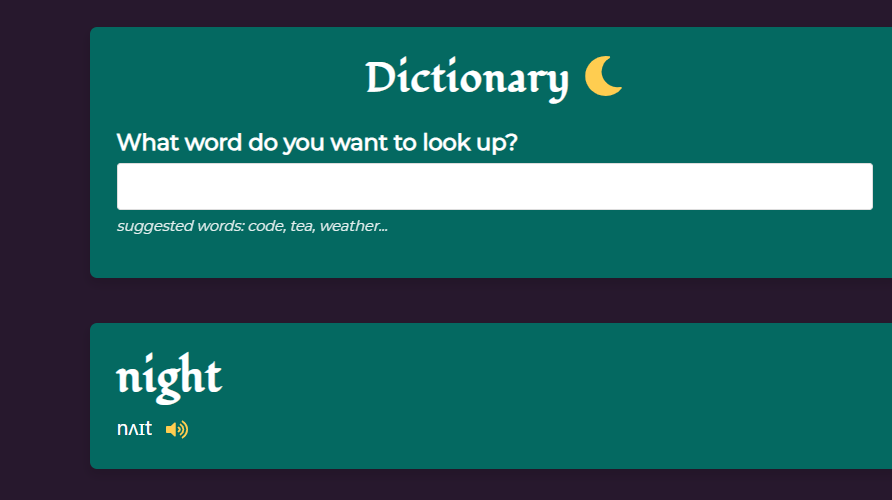 Dictionary
What word do you want to look up?
suggested words: code, tea, weather...
night
nʌɪt